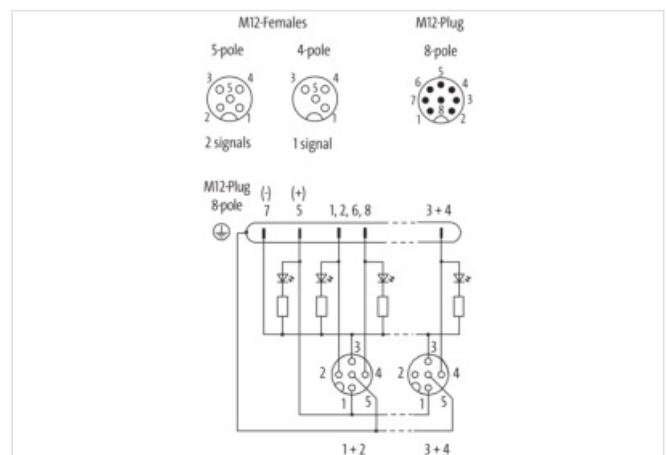 M12-Females M12-Plug
5-pole 4-pole 8-pole
3 4 5 2 1
3 4 5 1
5 6 4 7 3 8 1 2
2 signals 1 signal
M12-Plug
8-pole
(-) (+)
7 5 1, 2, 6, 8 3 + 4
3 3
2 4 2 4
1 5 1 5
1 + 2 3 + 4